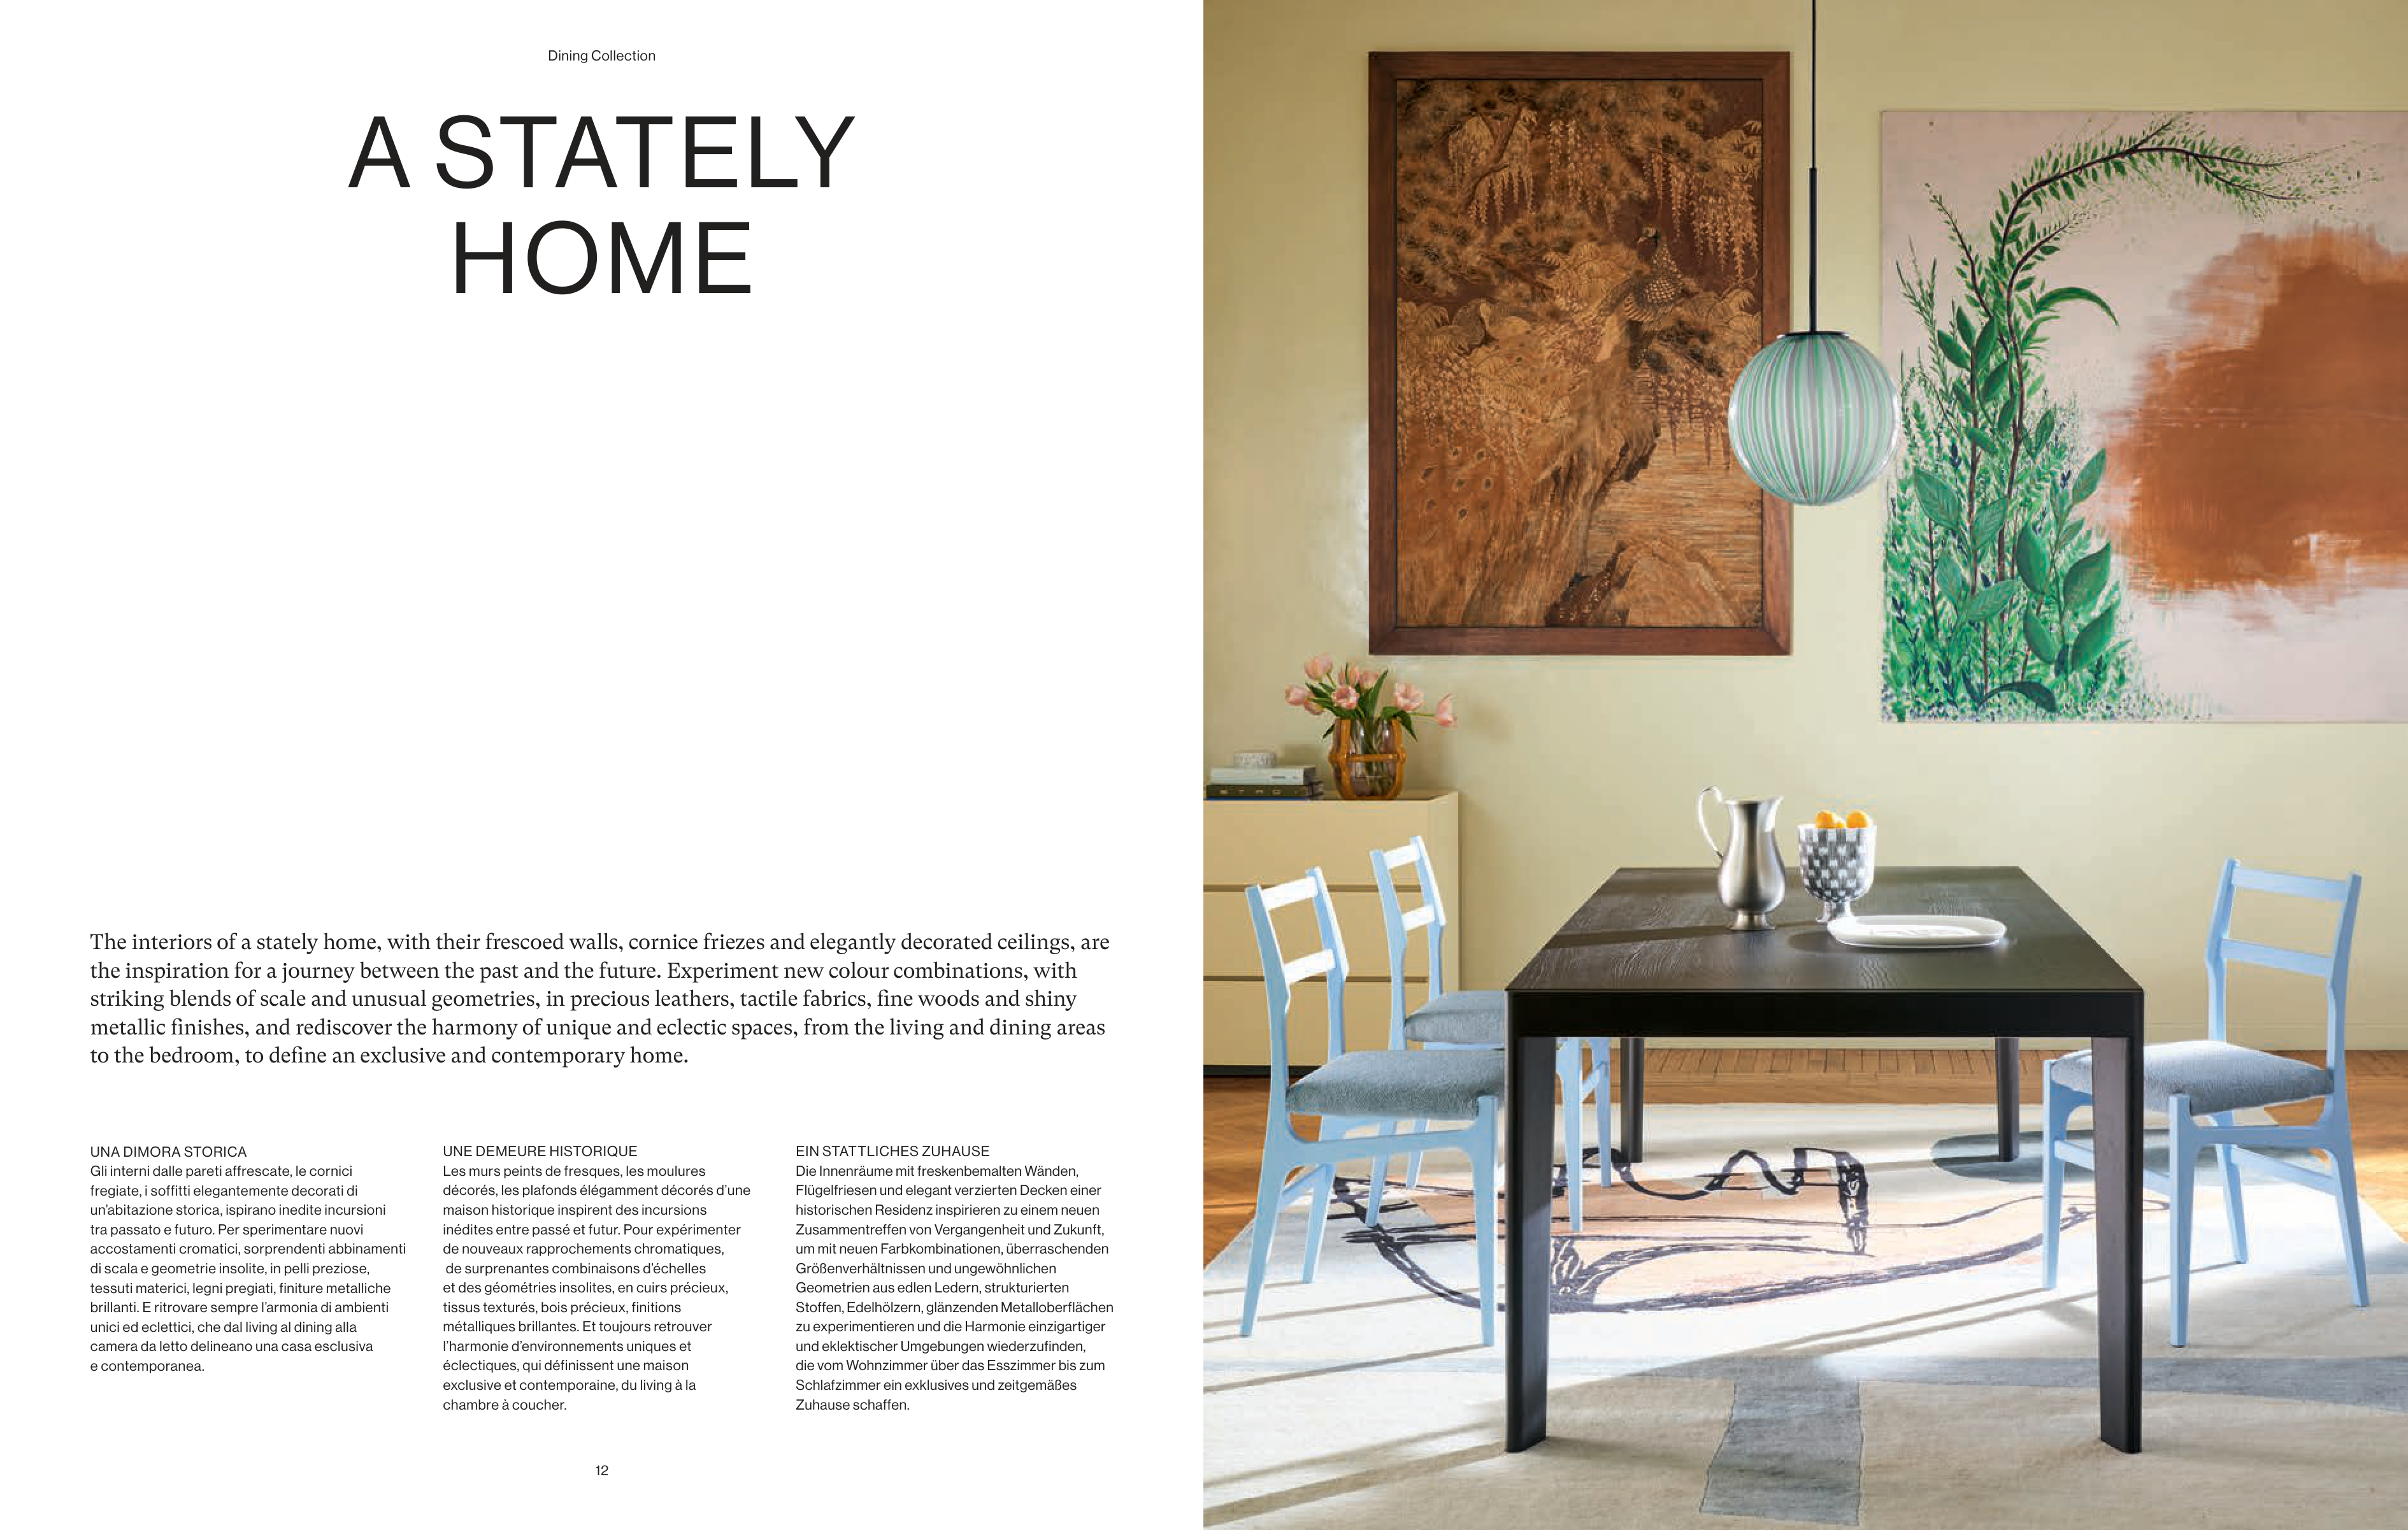 Dining Collection
A STATELY
HOME
The interiors of a stately home, with their frescoed walls, cornice friezes and elegantly decorated ceilings, are
the inspiration for a journey between the past and the future. Experiment new colour combinations, with
striking blends of scale and unusual geometries, in precious leathers, tactile fabrics, fine woods and shiny
metallic finishes, and rediscover the harmony of unique and eclectic spaces, from the living and dining areas
to the bedroom, to define an exclusive and contemporary home.
UNA DIMORA STORICA
Gli interni dalle pareti affrescate, le cornici
fregiate, i soffitti elegantemente decorati di
un'abitazione storica, ispirano inedite incursioni
tra passato e futuro. Per sperimentare nuovi
accostamenti cromatici, sorprendenti abbinamenti
di scala e geometrie insolite, in pelli preziose,
tessuti materici, legni pregiati, finiture metalliche
brillanti. E ritrovare sempre l'armonia di ambienti
unici ed eclettici, che dal living al dining alla
camera da letto delineano una casa esclusiva
e contemporanea.
UNE DEMEURE HISTORIQUE
Les murs peints de fresques, les moulures
décorés, les plafonds élégamment décorés d'une
maison historique inspirent des incursions
inédites entre passé et futur. Pour expérimenter
de nouveaux rapprochements chromatiques,
de surprenantes combinaisons d'échelles
et des géométries insolites, en cuirs précieux,
tissus texturés, bois précieux, finitions
métalliques brillantes. Et toujours retrouver
l'harmonie d'environnements uniques et
éclectiques, qui définissent une maison
exclusive et contemporaine, du living à la
chambre à coucher.
EIN STATTLICHES ZUHAUSE
Die Innenräume mit freskenbemalten Wänden,
Flügelfriesen und elegant verzierten Decken einer
historischen Residenz inspirieren zu einem neuen
Zusammentreffen von Vergangenheit und Zukunft,
um mit neuen Farbkombinationen, überraschenden
Größenverhältnissen und ungewöhnlichen
Geometrien aus edlen Ledern, strukturierten
Stoffen, Edelhölzern, glänzenden Metalloberflächen
zu experimentieren und die Harmonie einzigartiger
und eklektischer Umgebungen wiederzufinden,
die vom Wohnzimmer über das Esszimmer bis zum
Schlafzimmer ein exklusives und zeitgemäßes
Zuhause schaffen.
12